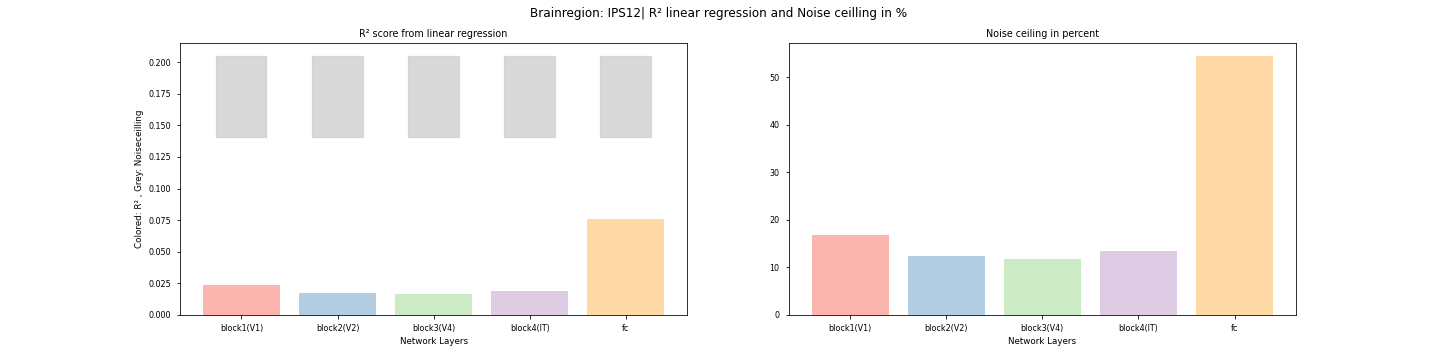 Brainregion: IPS12| R² linear regression and Noise ceilling in %
R² score from linear regression
Colored: R² , Grey: Noiseceilling
0.200
0.175
0.150
0.125
0.100
0.075
0.050
0.025
0.000
block1(V1) block2(V2) block3(V4) block4(IT) fc
Network Layers
Noise ceiling in percent
50
40
30
20
10
0
block1(V1) block2(V2) block3(V4) block4(IT) fc
Network Layers